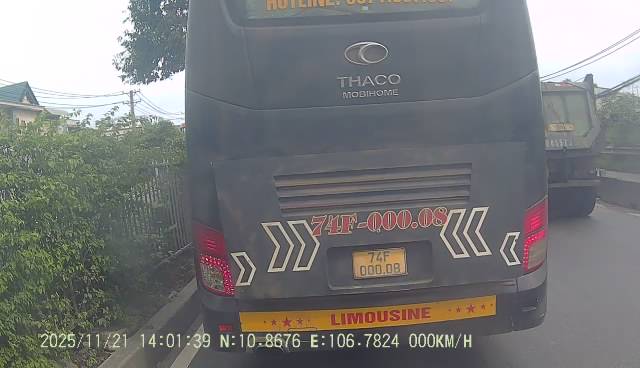 THACO
MOBIHOME
74F-000.08
74F
000.08
LIMOUSINE
2025/11/21 14:01:39 N:10.8676 E:106.7824 000KM/H